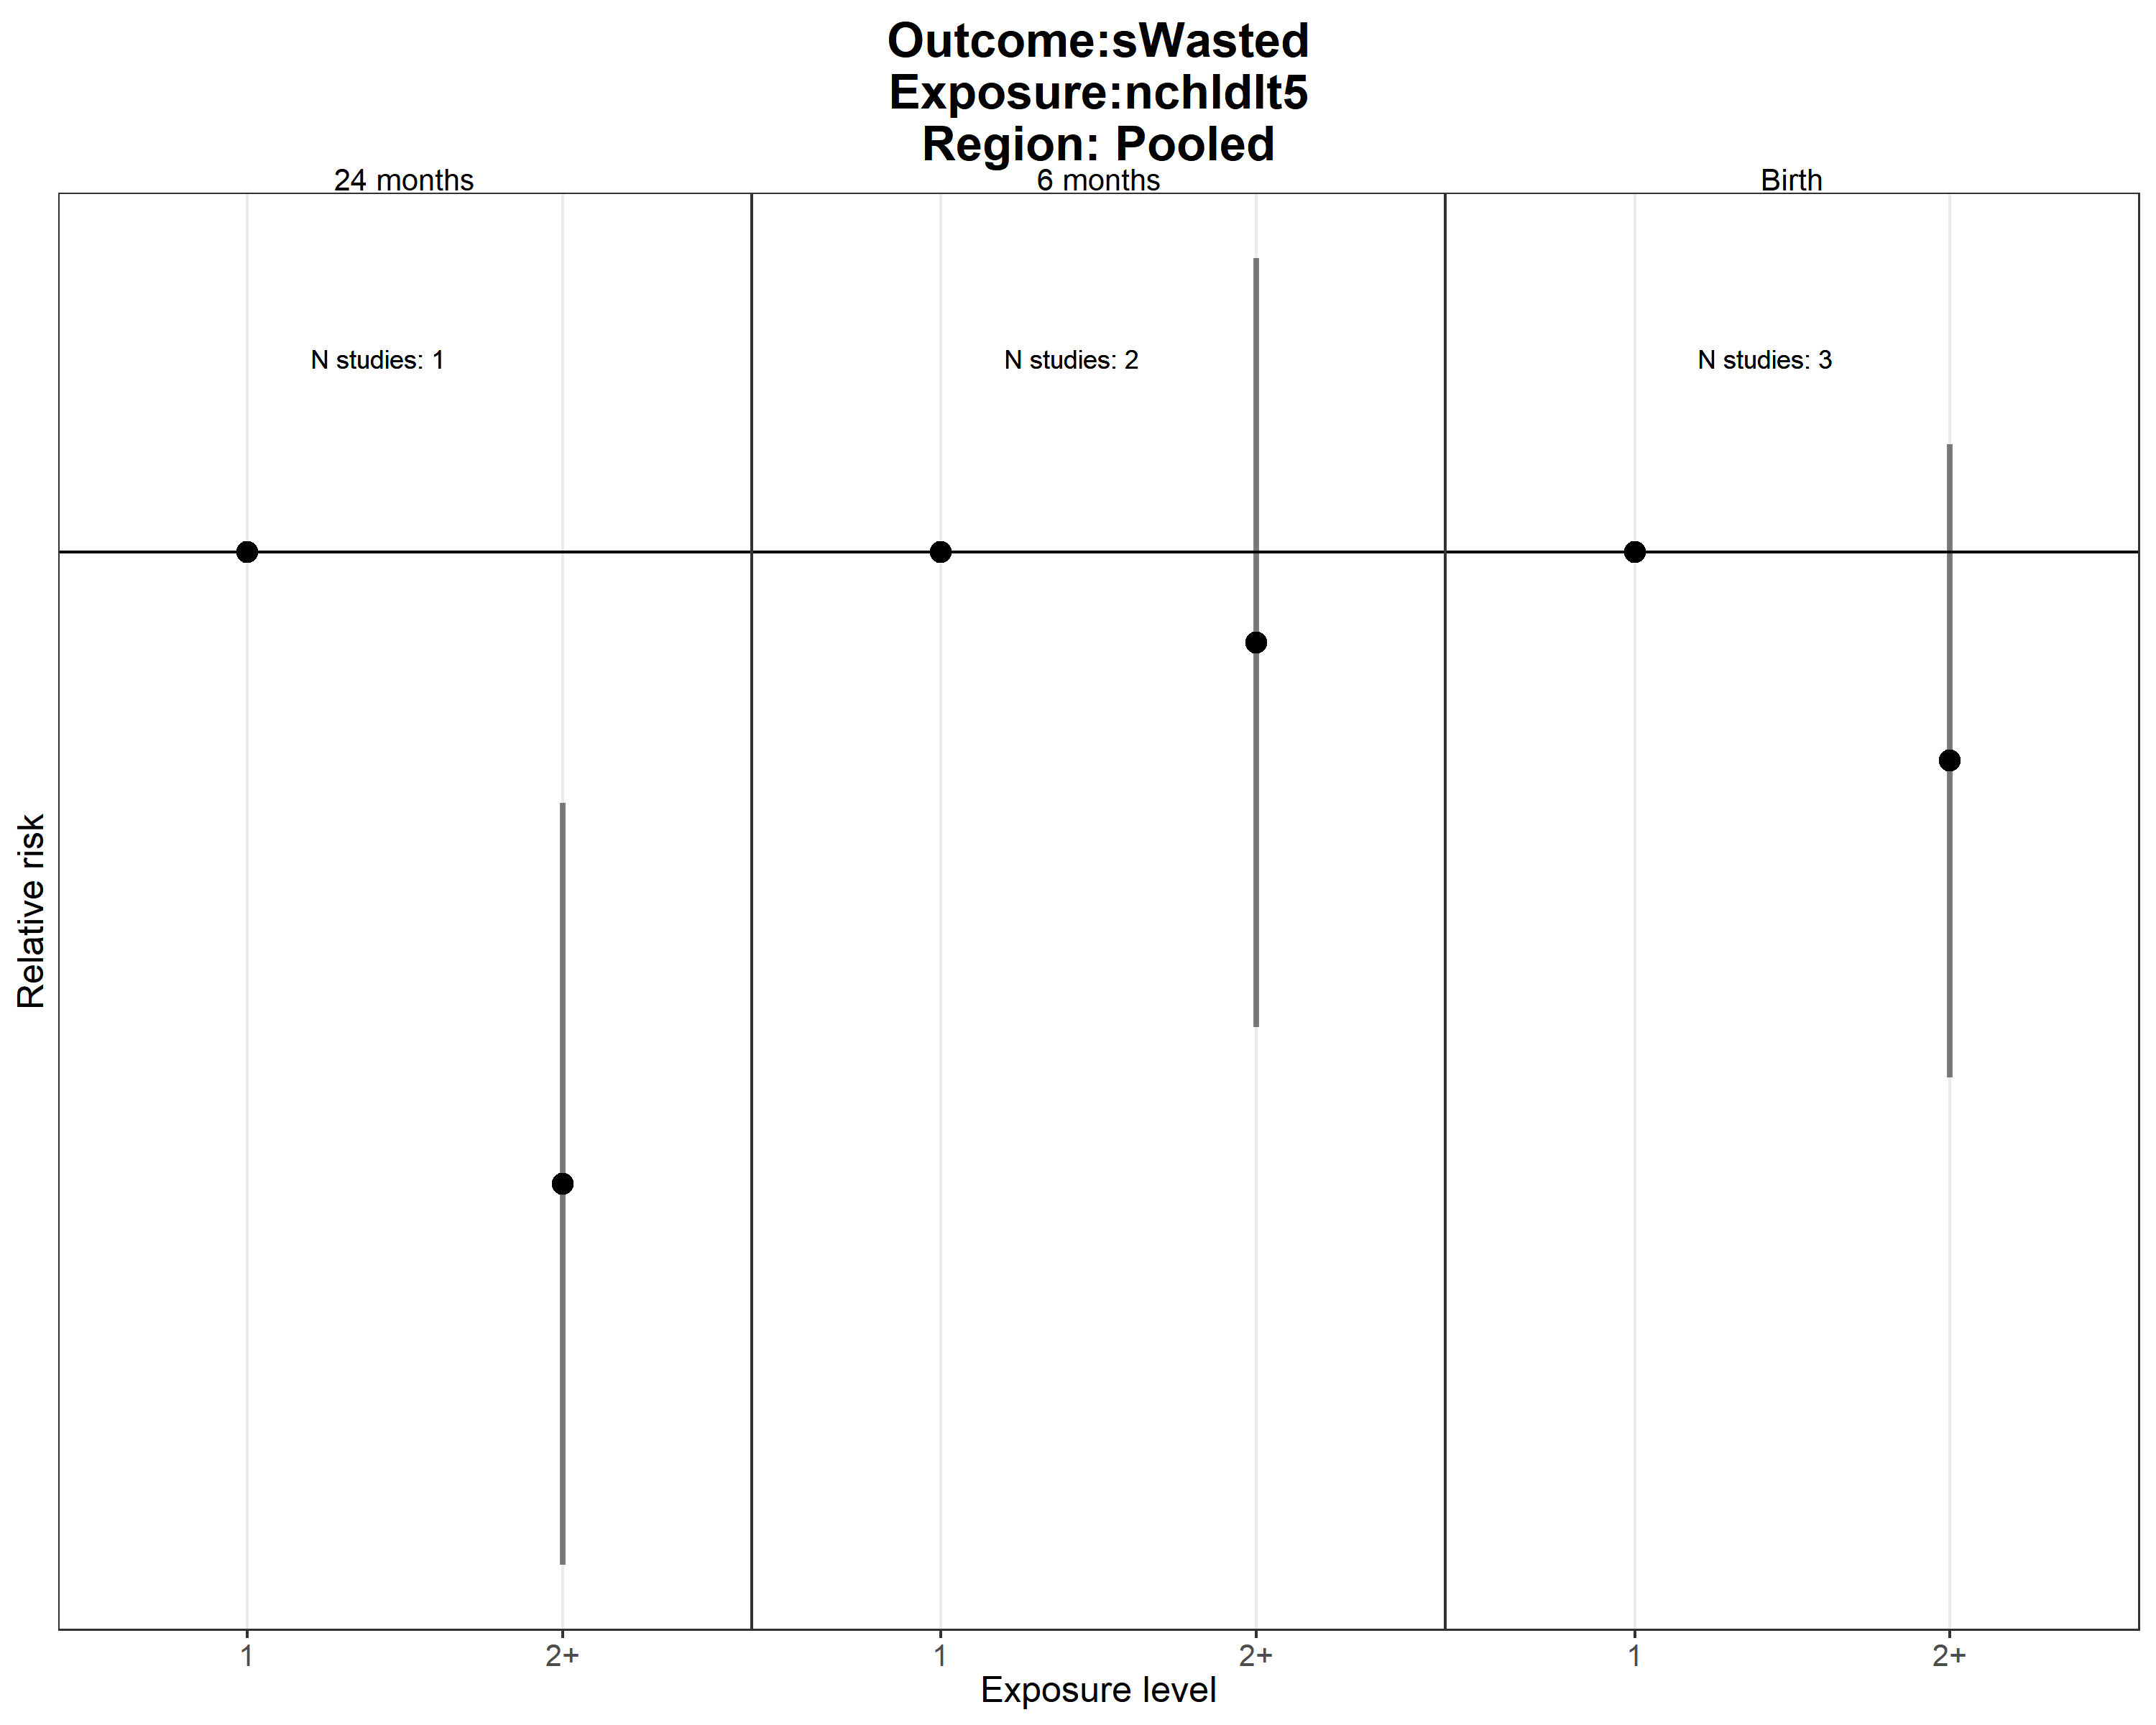 Outcome:sWasted
Exposure:nchldlt5
Region: Pooled
24 months
6 months
Birth
N studies: 1
N studies: 2
N studies: 3
Relative risk
1
2+
1
2+
1
2+
Exposure level